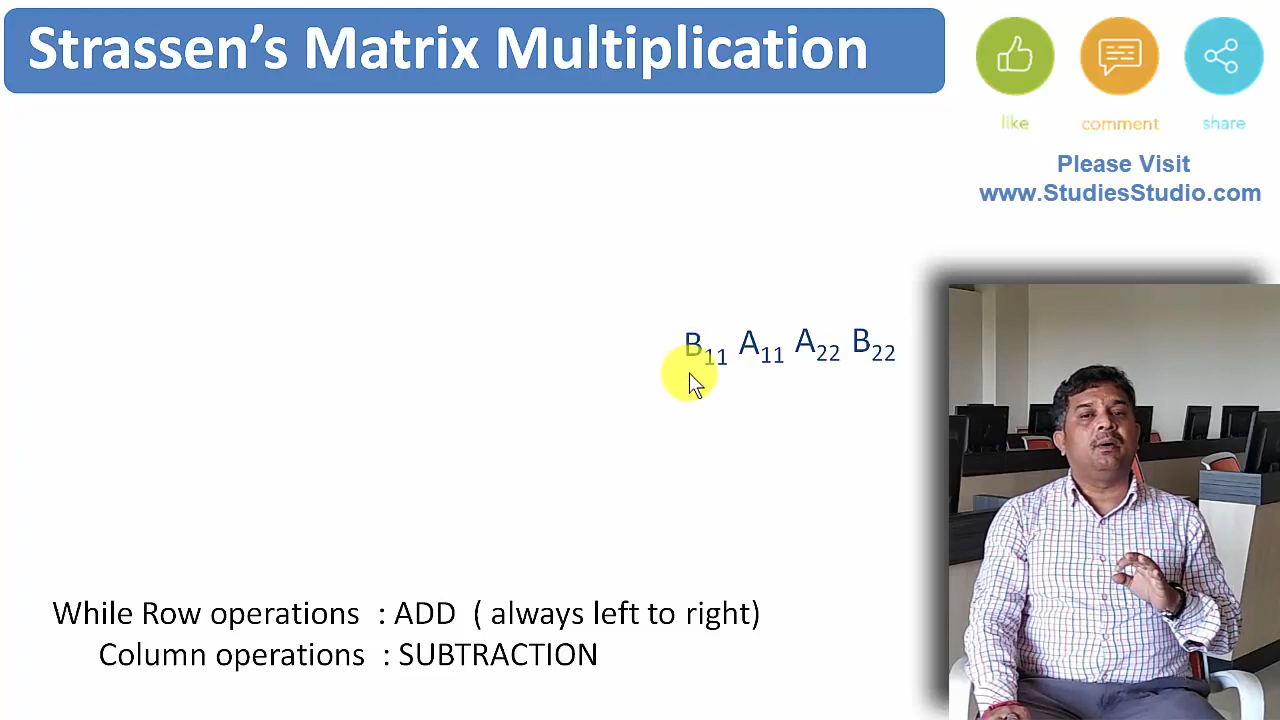 Strassen's Matrix Multiplication
like comment share
Please Visit
www.StudiesStudio.com
B₁₁ A₁₁ A₂₂ B₂₂
While Row operations : ADD ( always left to right)
Column operations : SUBTRACTION